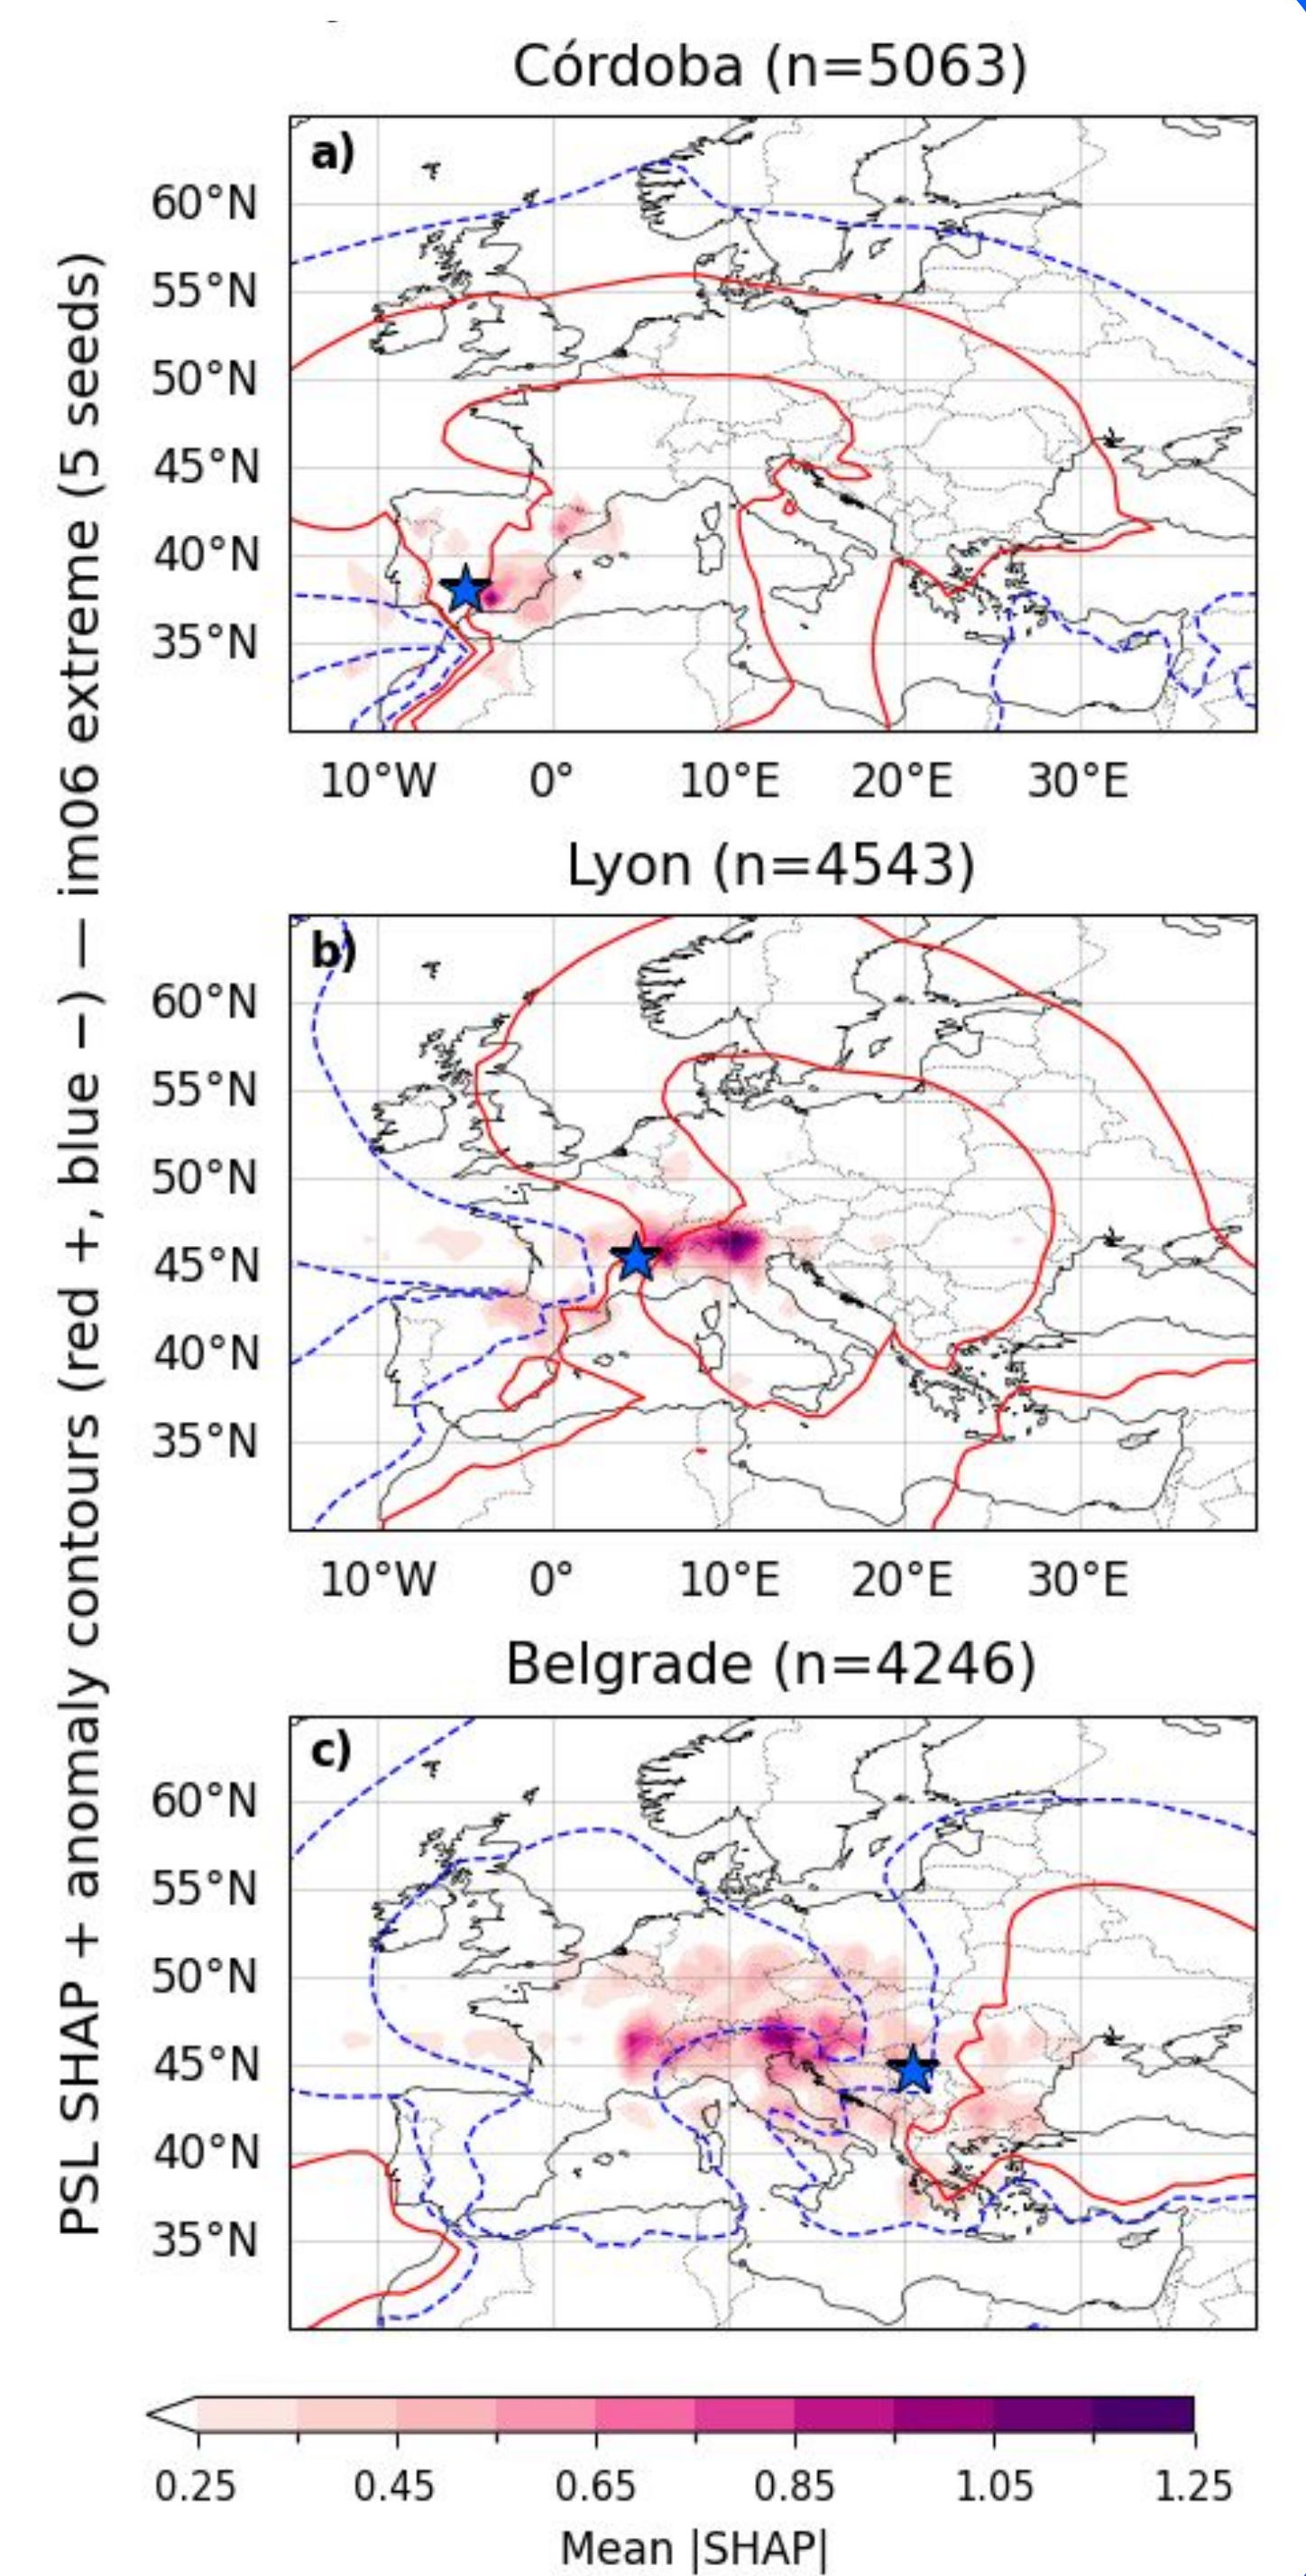 PSL SHAP + anomaly contours (red +, blue −) — im06 extreme (5 seeds)
Córdoba (n=5063)
a)
60°N
55°N
50°N
45°N
40°N
35°N
10°W 0° 10°E 20°E 30°E
Lyon (n=4543)
b)
60°N
55°N
50°N
45°N
40°N
35°N
10°W 0° 10°E 20°E 30°E
Belgrade (n=4246)
c)
60°N
55°N
50°N
45°N
40°N
35°N
0.25 0.45 0.65 0.85 1.05 1.25
Mean |SHAP|